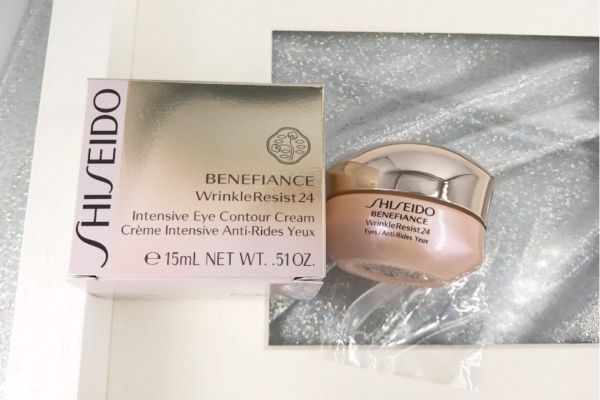 SHISEIDO
BENEFIANCE
WrinkleResist24
Intensive Eye Contour Cream
Crème Intensive Anti-Rides Yeux
℮ 15mL NET WT. .51OZ.
SHISEIDO
BENEFIANCE
WrinkleResist24
Eyes / Anti-Rides Yeux